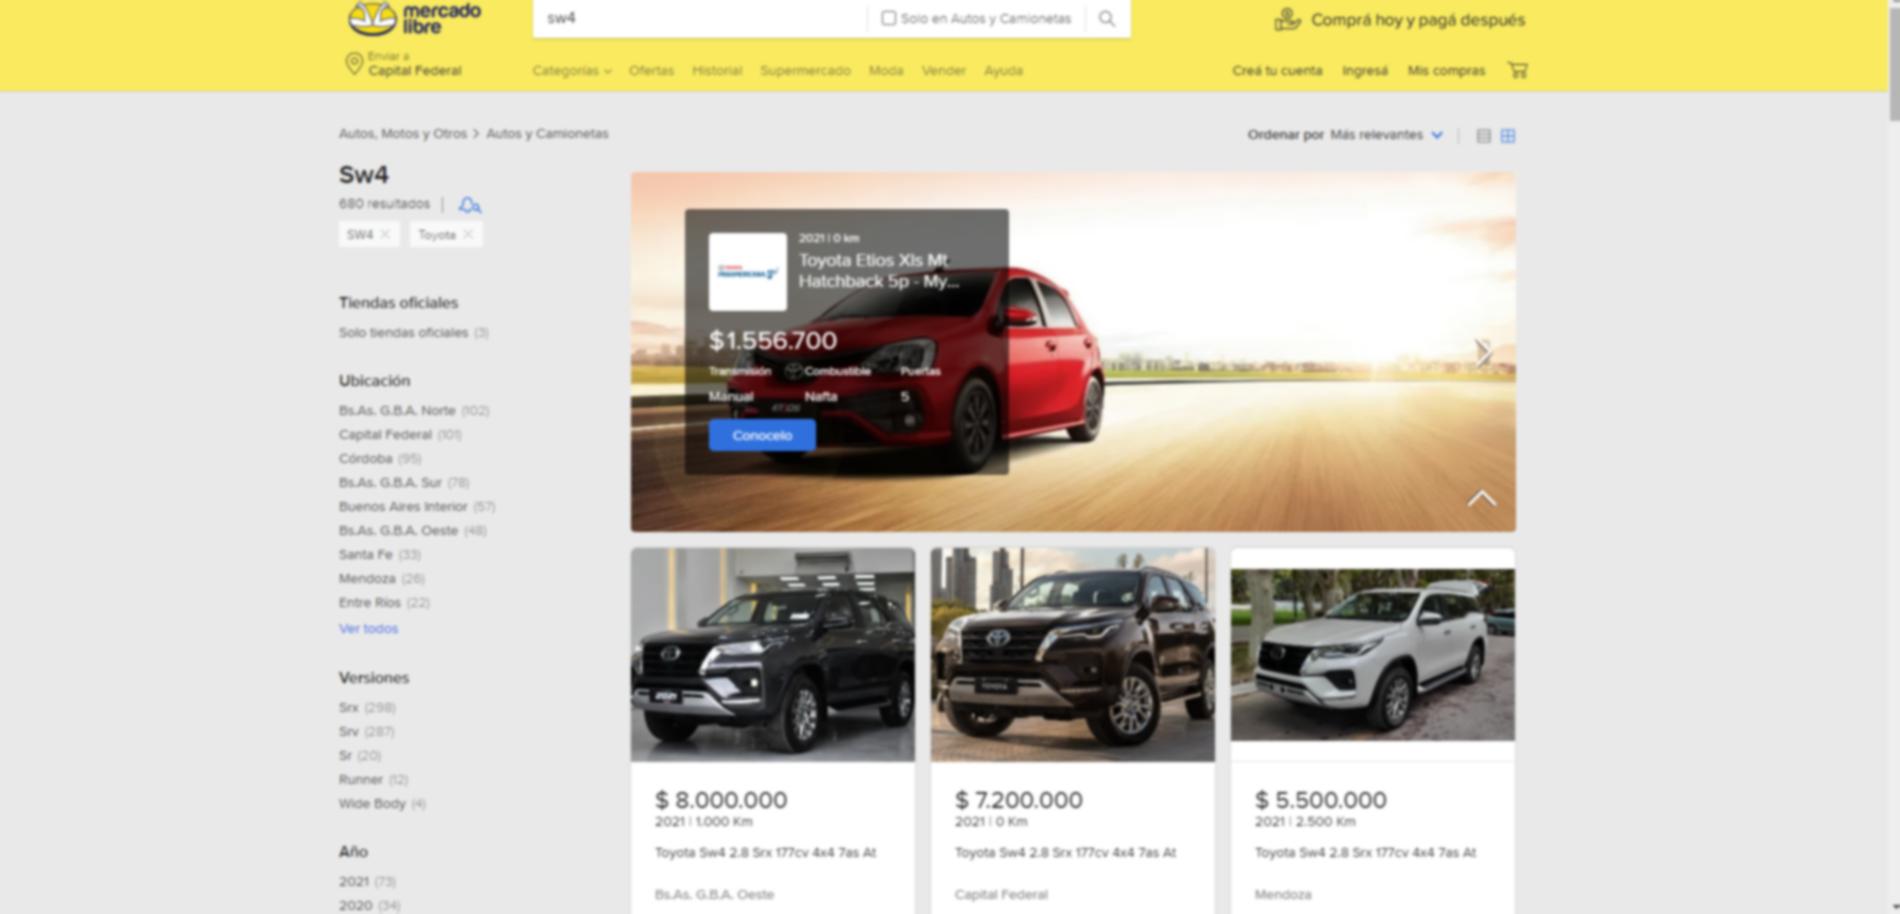 mercado
libre
sw4
Solo en Autos y Camionetas
Comprá hoy y pagá después
Enviar a
Capital Federal
Categorías
Ofertas
Historial
Supermercado
Moda
Vender
Ayuda
Creá tu cuenta
Ingresá
Mis compras
Autos, Motos y Otros > Autos y Camionetas
Ordenar por Más relevantes
Sw4
680 resultados
SW4
Toyota
Tiendas oficiales
Solo tiendas oficiales (3)
Ubicación
Bs.As. G.B.A. Norte (102)
Capital Federal (101)
Córdoba (95)
Bs.As. G.B.A. Sur (78)
Buenos Aires Interior (57)
Bs.As. G.B.A. Oeste (48)
Santa Fe (33)
Mendoza (26)
Entre Ríos (22)
Ver todos
Versiones
Srx (298)
Srv (287)
Sr (20)
Runner (12)
Wide Body (4)
Año
2021 (73)
2020 (34)
2021 | 0 km
Toyota Etios Xls Mt
Hatchback 5p - My...
$1.556.700
Transmisión Combustible Puertas
Manual Nafta 5
ETIOS
Conocelo
TOYOTA
$ 8.000.000
2021 | 1.000 Km
Toyota Sw4 2.8 Srx 177cv 4x4 7as At
Bs.As. G.B.A. Oeste
$ 7.200.000
2021 | 0 Km
Toyota Sw4 2.8 Srx 177cv 4x4 7as At
Capital Federal
$ 5.500.000
2021 | 2.500 Km
Toyota Sw4 2.8 Srx 177cv 4x4 7as At
Mendoza